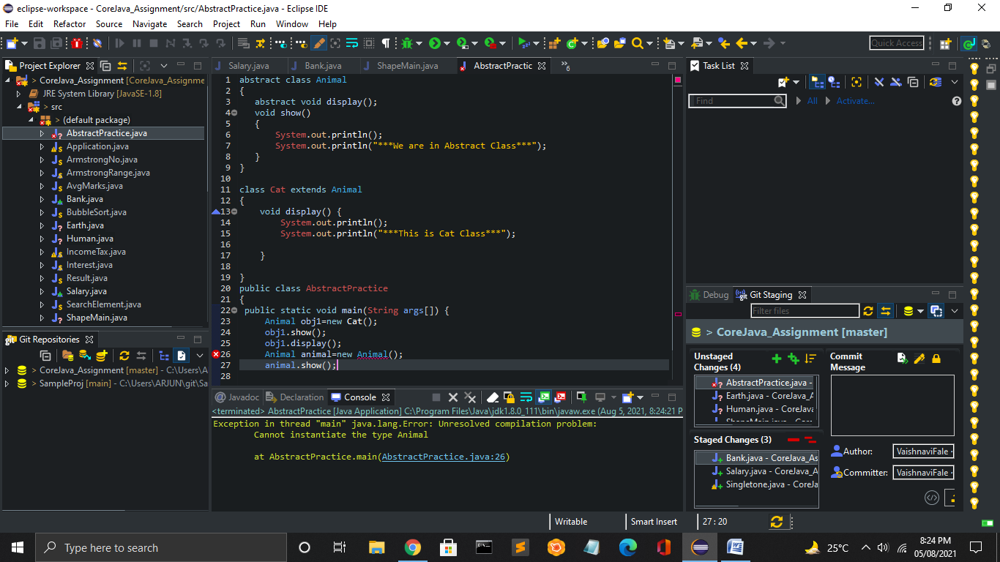 eclipse-workspace - CoreJava_Assignment/src/AbstractPractice.java - Eclipse IDE
File Edit Refactor Source Navigate Search Project Run Window Help
Quick Access
Project Explorer
> CoreJava_Assignment [CoreJava_Assignme
JRE System Library [JavaSE-1.8]
> src
> (default package)
AbstractPractice.java
Application.java
ArmstrongNo.java
ArmstrongRange.java
AvgMarks.java
Bank.java
BubbleSort.java
Earth.java
Human.java
IncomeTax.java
Interest.java
Result.java
Salary.java
SearchElement.java
ShapeMain.java
Git Repositories
> CoreJava_Assignment [master] - C:\Users\A
> SampleProj [main] - C:\Users\ARJUN\git\Sa
Salary.java Bank.java ShapeMain.java AbstractPractic »6
1 abstract class Animal
2 {
3 abstract void display();
4 void show()
5 {
6 System.out.println();
7 System.out.println("***We are in Abstract Class***");
8 }
9 }
10
11 class Cat extends Animal
12 {
13 void display() {
14 System.out.println();
15 System.out.println("***This is Cat Class***");
16
17 }
18
19 }
20 public class AbstractPractice
21 {
22 public static void main(String args[]) {
23 Animal obj1=new Cat();
24 obj1.show();
25 obj1.display();
26 Animal animal=new Animal();
27 animal.show();
28
Javadoc Declaration Console
<terminated> AbstractPractice [Java Application] C:\Program Files\Java\jdk1.8.0_111\bin\javaw.exe (Aug 5, 2021, 8:24:21 P
Exception in thread "main" java.lang.Error: Unresolved compilation problem:
Cannot instantiate the type Animal
at AbstractPractice.main(AbstractPractice.java:26)
Task List
Find All Activate...
Debug Git Staging
Filter files
> CoreJava_Assignment [master]
Unstaged
Changes (4)
AbstractPractice.java -
Earth.java - CoreJava_A
Human.java - CoreJava
ShapeMain.java - Core
Staged Changes (3)
Bank.java - CoreJava_As
Salary.java - CoreJava_A
Singletone.java - CoreJa
Commit
Message
Author: VaishnaviFale
Committer: VaishnaviFale
Writable Smart Insert 27 : 20
Type here to search
25°C
8:24 PM
05/08/2021